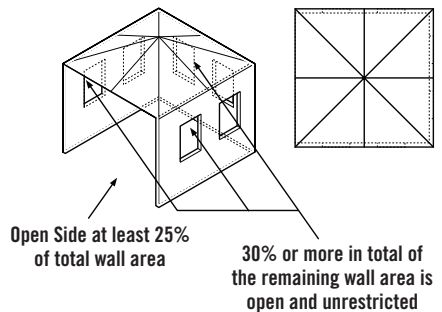 Open Side at least 25%
of total wall area
30% or more in total of
the remaining wall area is
open and unrestricted